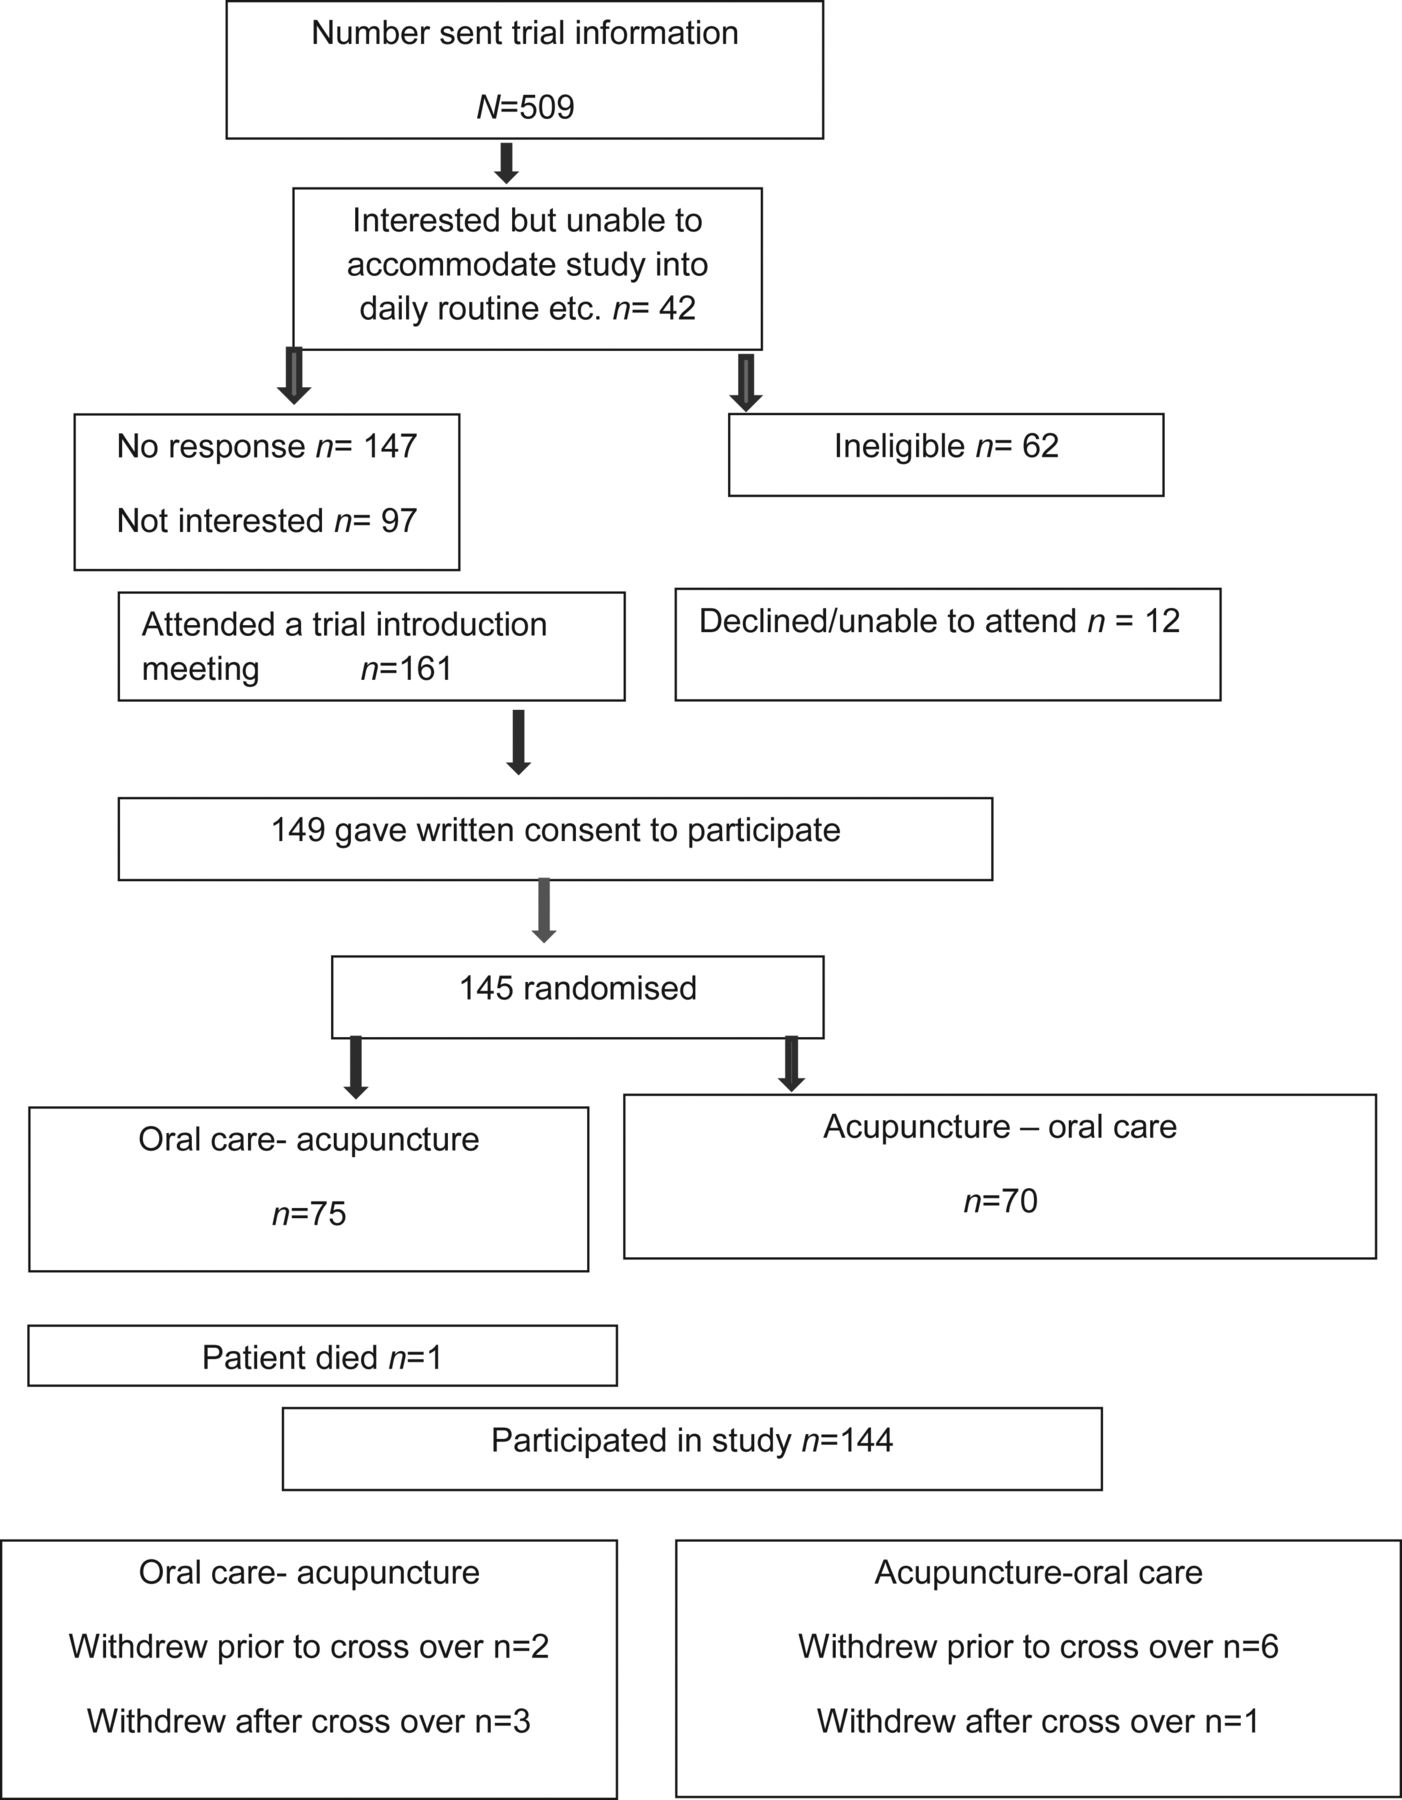 Number sent trial information
N=509
Interested but unable to
accommodate study into
daily routine etc. n= 42
No response n= 147
Not interested n= 97
Ineligible n= 62
Attended a trial introduction
meeting n=161
Declined/unable to attend n = 12
149 gave written consent to participate
145 randomised
Oral care- acupuncture
n=75
Acupuncture – oral care
n=70
Patient died n=1
Participated in study n=144
Oral care- acupuncture
Withdrew prior to cross over n=2
Withdrew after cross over n=3
Acupuncture-oral care
Withdrew prior to cross over n=6
Withdrew after cross over n=1